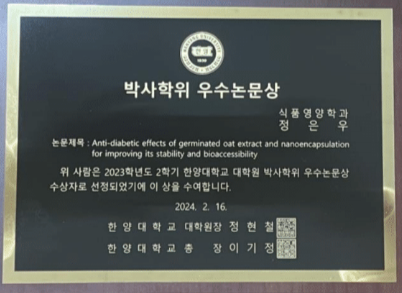 박사학위 우수논문상
식품영양학과
정 은 우
논문제목 : Anti-diabetic effects of germinated oat extract and nanoencapsulation
for improving its stability and bioaccessibility
위 사람은 2023학년도 2학기 한양대학교 대학원 박사학위 우수논문상
수상자로 선정되었기에 이 상을 수여합니다.
2024. 2. 16.
한 양 대 학 교 대학원장 정 현 철
한 양 대 학 교 총 장 이 기 정